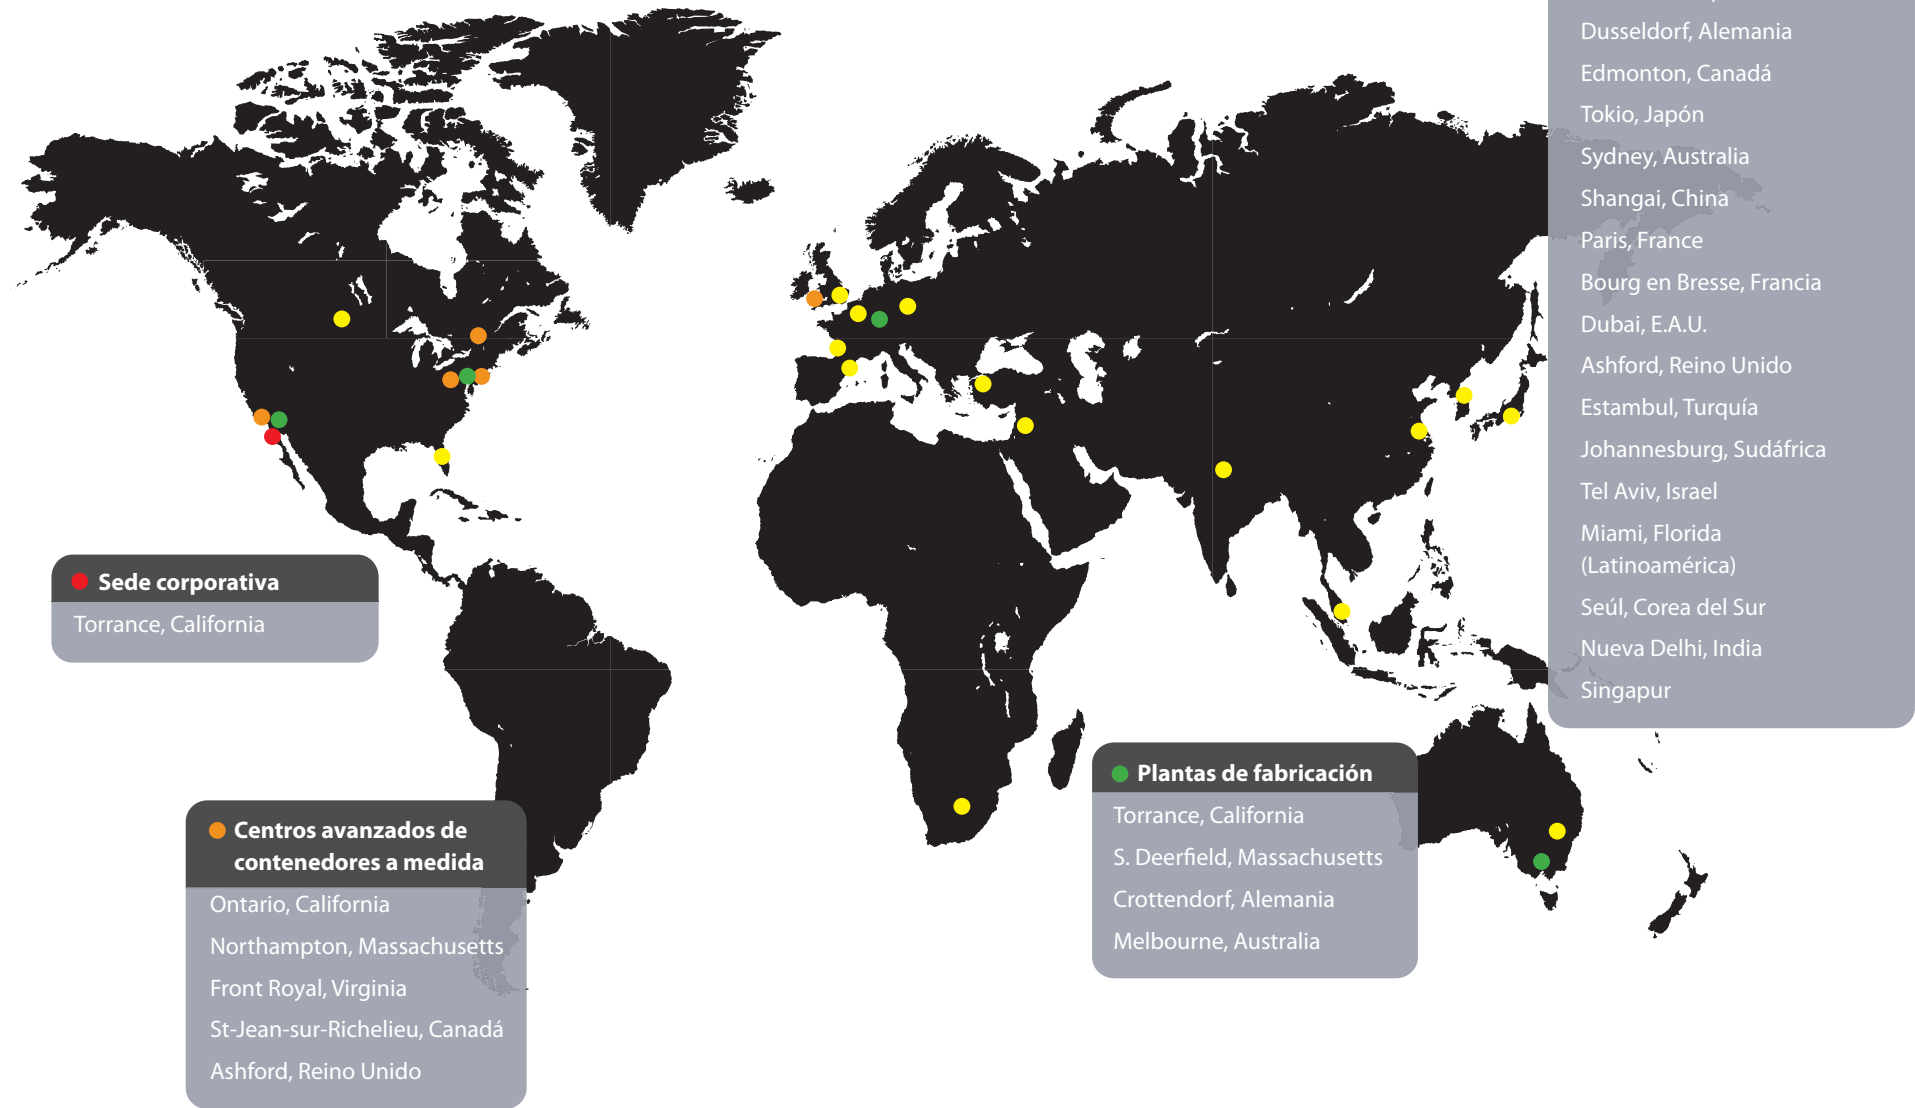 Dusseldorf, Alemania
Edmonton, Canadá
Tokio, Japón
Sydney, Australia
Shangai, China
Paris, France
Bourg en Bresse, Francia
Dubai, E.A.U.
Ashford, Reino Unido
Estambul, Turquía
Johannesburg, Sudáfrica
Tel Aviv, Israel
Miami, Florida
(Latinoamérica)
Seúl, Corea del Sur
Nueva Delhi, India
Singapur
Sede corporativa
Torrance, California
Centros avanzados de
contenedores a medida
Ontario, California
Northampton, Massachusetts
Front Royal, Virginia
St-Jean-sur-Richelieu, Canadá
Ashford, Reino Unido
Plantas de fabricación
Torrance, California
S. Deerfield, Massachusetts
Crottendorf, Alemania
Melbourne, Australia